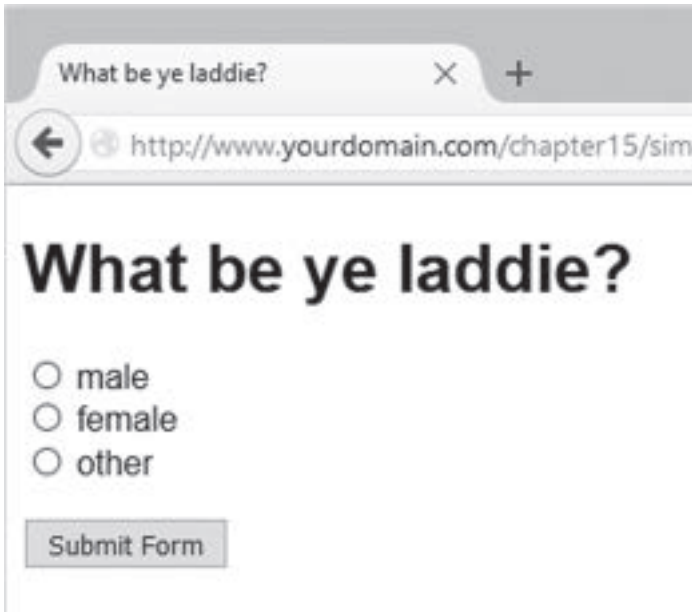 What be ye laddie?
http://www.yourdomain.com/chapter15/sim
What be ye laddie?
male
female
other
Submit Form